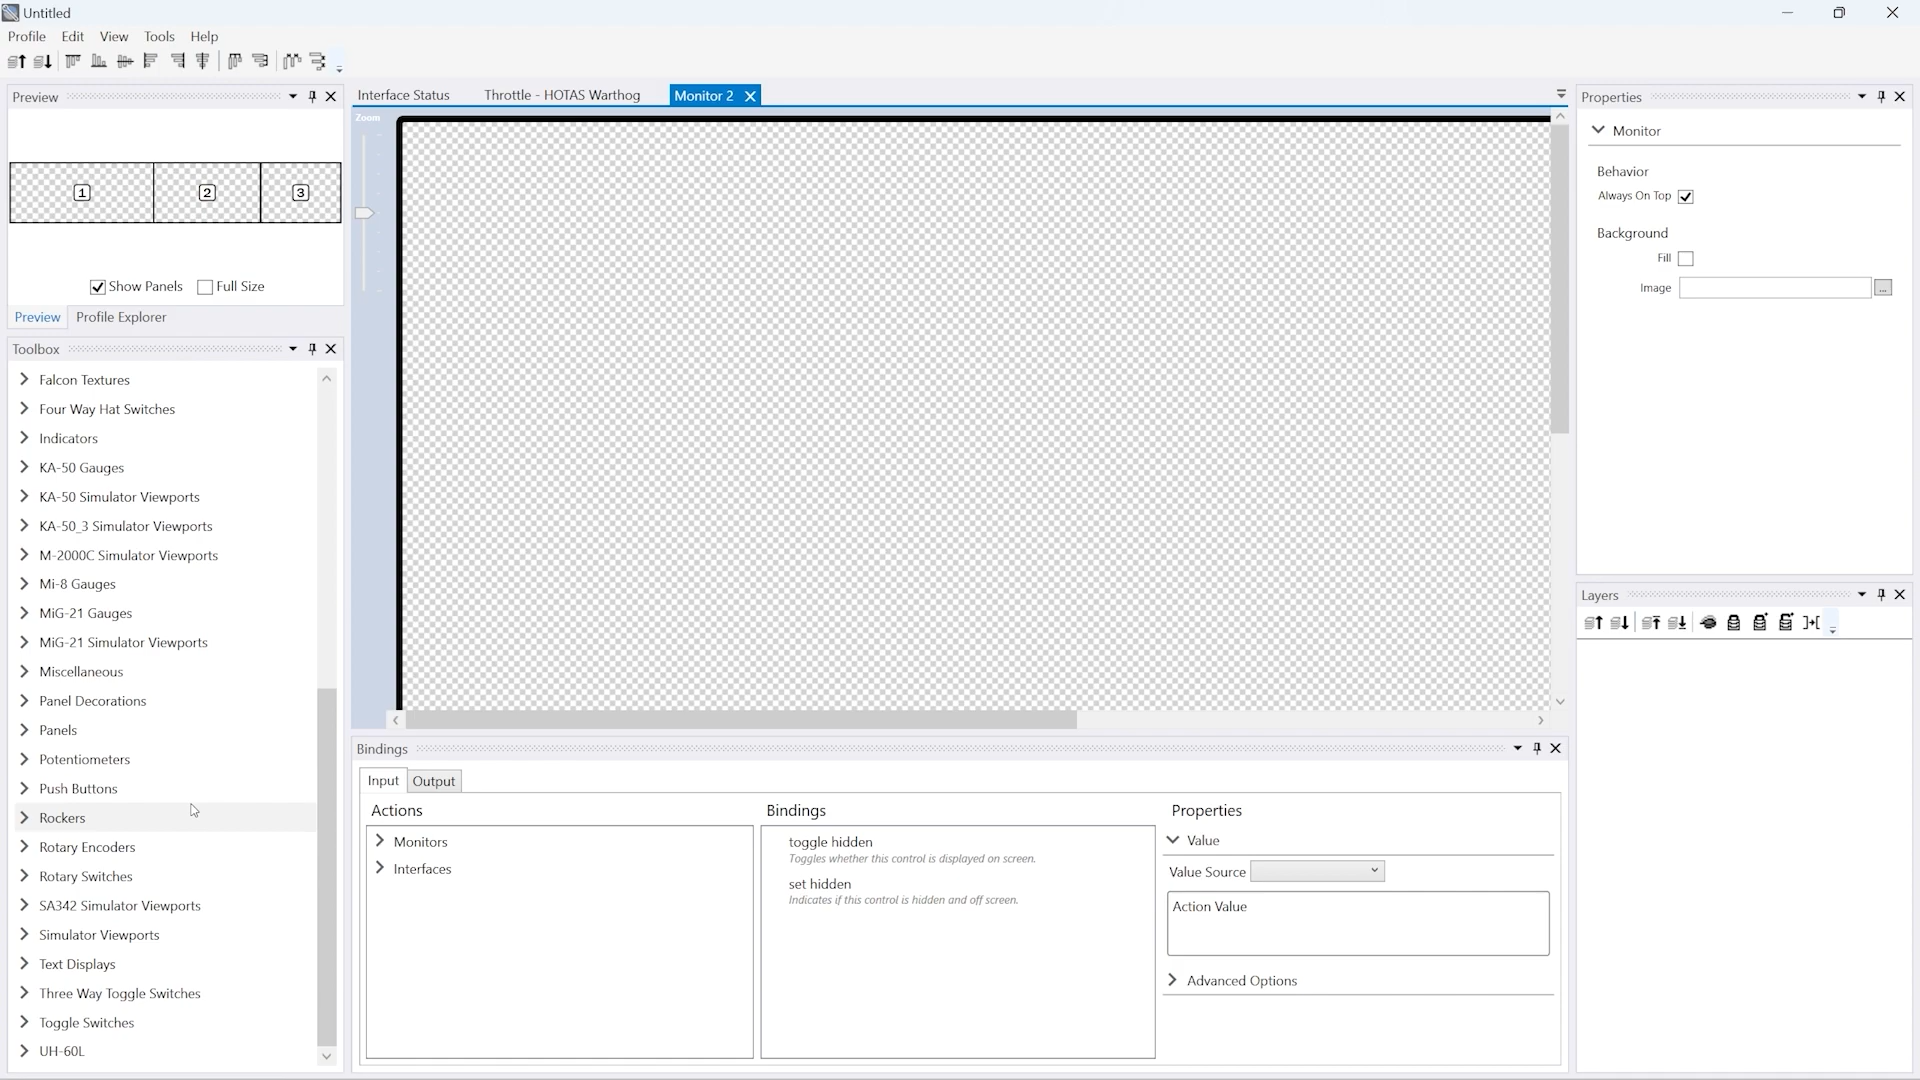 Untitled
Profile Edit View Tools Help
Preview
1 2 3
Show Panels Full Size
Preview Profile Explorer
Toolbox
Falcon Textures
Four Way Hat Switches
Indicators
KA-50 Gauges
KA-50 Simulator Viewports
KA-50_3 Simulator Viewports
M-2000C Simulator Viewports
Mi-8 Gauges
MiG-21 Gauges
MiG-21 Simulator Viewports
Miscellaneous
Panel Decorations
Panels
Potentiometers
Push Buttons
Rockers
Rotary Encoders
Rotary Switches
SA342 Simulator Viewports
Simulator Viewports
Text Displays
Three Way Toggle Switches
Toggle Switches
UH-60L
Interface Status Throttle - HOTAS Warthog Monitor 2
Zoom
Bindings
Input Output
Actions
Monitors
Interfaces
Bindings
toggle hidden
Toggles whether this control is displayed on screen.
set hidden
Indicates if this control is hidden and off screen.
Properties
Value
Value Source
Action Value
Advanced Options
Properties
Monitor
Behavior
Always On Top
Background
Fill
Image ...
Layers